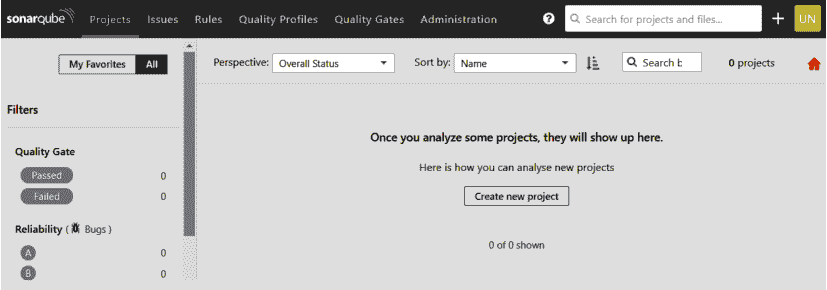 sonarqube Projects Issues Rules Quality Profiles Quality Gates Administration ? Search for projects and files... + UN
My Favorites All Perspective: Overall Status Sort by: Name Search b 0 projects
Filters
Once you analyze some projects, they will show up here.
Quality Gate
Here is how you can analyse new projects
Passed 0
Failed 0
Create new project
Reliability ( Bugs )
0 of 0 shown
A 0
B 0